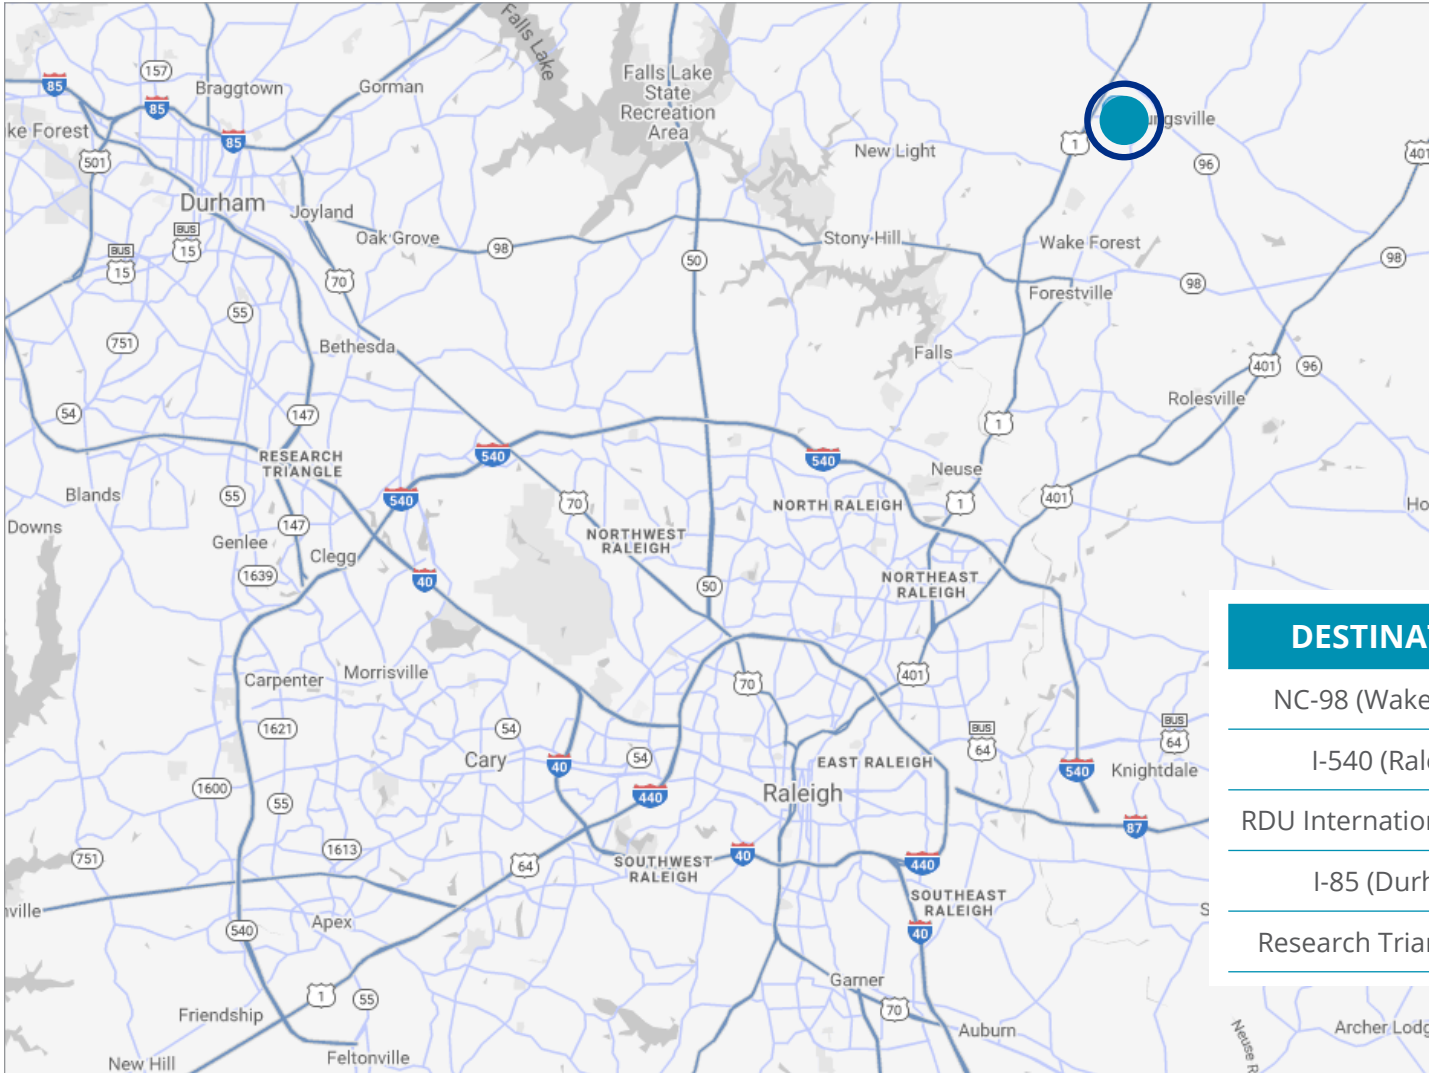 Falls Lake
157
85
Braggtown
Gorman
Falls Lake
State
Recreation
Area
85
ke Forest
85
501
New Light
1
ungsville
96
401
Durham
Joyland
BUS
15
BUS
15
Oak Grove
98
50
Stony Hill
Wake Forest
98
70
98
Forestville
55
751
Bethesda
Falls
401
96
Rolesville
54
147
1
RESEARCH
TRIANGLE
540
540
Neuse
Blands
55
540
70
NORTH RALEIGH
1
401
Ho
Downs
147
Genlee
Clegg
NORTHWEST
RALEIGH
1639
40
50
NORTHEAST
RALEIGH
Carpenter
Morrisville
70
401
1621
54
Cary
40
54
EAST RALEIGH
BUS
64
BUS
64
540
Knightdale
1600
55
440
Raleigh
87
751
1613
64
SOUTHWEST
RALEIGH
40
440
SOUTHEAST
RALEIGH
ville
Apex
540
40
S
1
55
Garner
70
Friendship
Auburn
Neuse R
Archer Lodg
New Hill
Feltonville
DESTINA
NC-98 (Wake
I-540 (Ral
RDU Internatio
I-85 (Durh
Research Tria